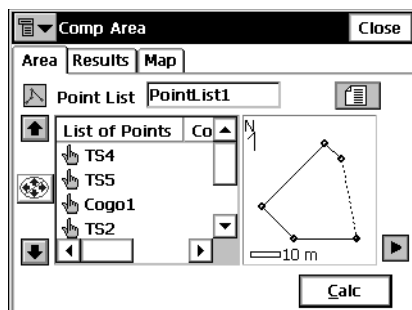 Comp Area Close
Area Results Map
Point List PointList1
List of Points Co
TS4
TS5
Cogo1
TS2
N
10 m
Calc